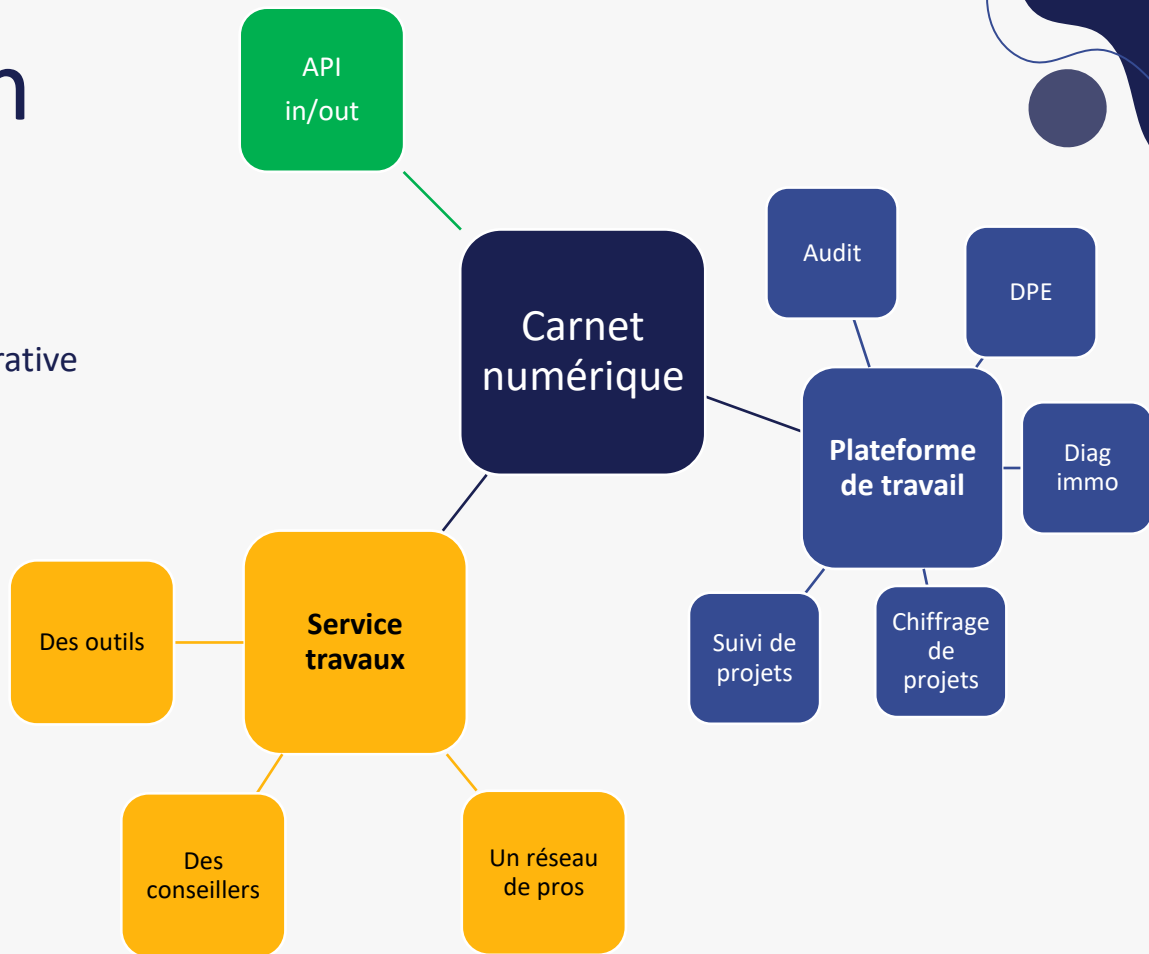 API
in/out
Carnet
numérique
Audit
DPE
Plateforme
de travail
Diag
immo
Suivi de
projets
Chiffrage
de
projets
Service
travaux
Des outils
Des
conseillers
Un réseau
de pros